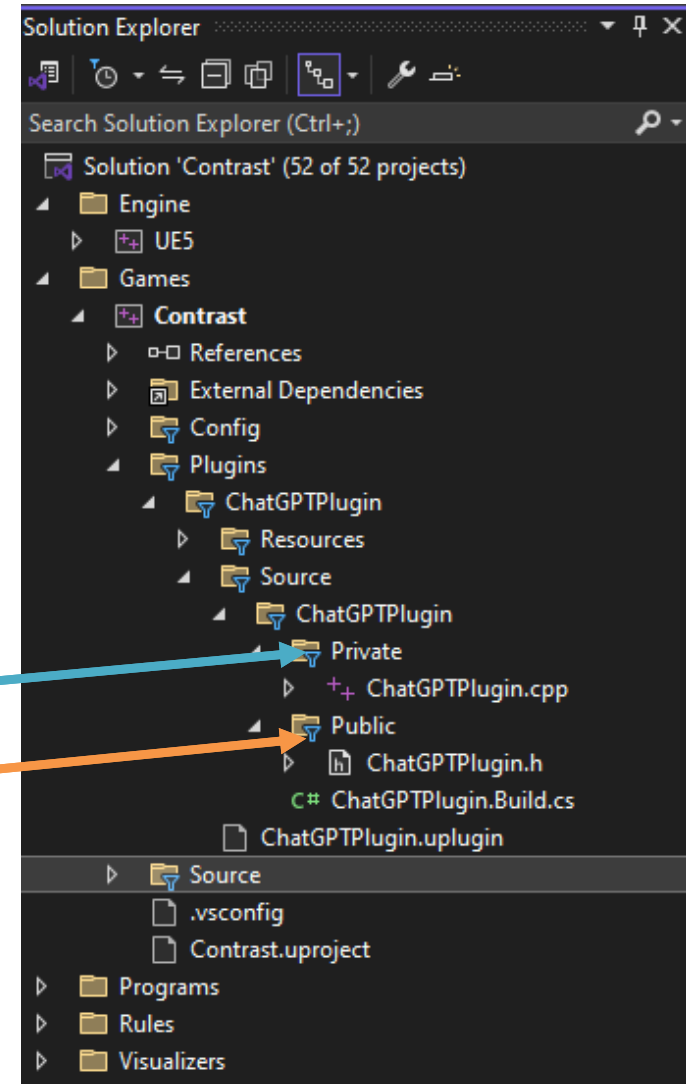 Solution Explorer
Search Solution Explorer (Ctrl+;)
Solution 'Contrast' (52 of 52 projects)
Engine
++ UE5
Games
++ Contrast
References
External Dependencies
Config
Plugins
ChatGPTPlugin
Resources
Source
ChatGPTPlugin
Private
++ ChatGPTPlugin.cpp
Public
h ChatGPTPlugin.h
C# ChatGPTPlugin.Build.cs
ChatGPTPlugin.uplugin
Source
.vsconfig
Contrast.uproject
Programs
Rules
Visualizers